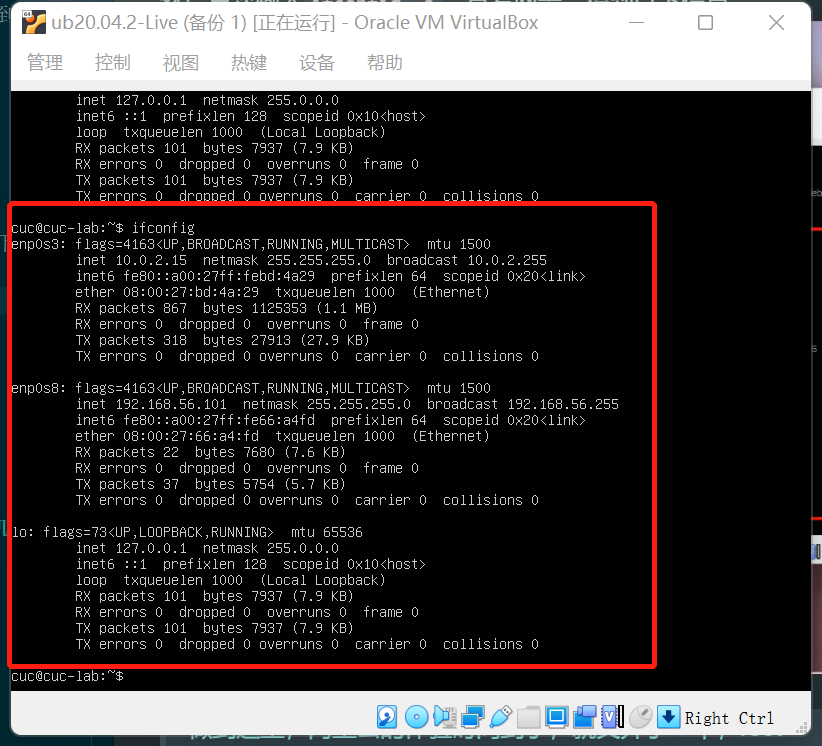 ub20.04.2-Live (备份 1) [正在运行] - Oracle VM VirtualBox
管理 控制 视图 热键 设备 帮助
inet 127.0.0.1  netmask 255.0.0.0
inet6 ::1  prefixlen 128  scopeid 0x10<host>
loop  txqueuelen 1000  (Local Loopback)
RX packets 101  bytes 7937 (7.9 KB)
RX errors 0  dropped 0  overruns 0  frame 0
TX packets 101  bytes 7937 (7.9 KB)
TX errors 0  dropped 0 overruns 0  carrier 0  collisions 0
cuc@cuc-lab:~$ ifconfig
enp0s3: flags=4163<UP,BROADCAST,RUNNING,MULTICAST>  mtu 1500
inet 10.0.2.15  netmask 255.255.255.0  broadcast 10.0.2.255
inet6 fe80::a00:27ff:febd:4a29  prefixlen 64  scopeid 0x20<link>
ether 08:00:27:bd:4a:29  txqueuelen 1000  (Ethernet)
RX packets 867  bytes 1125353 (1.1 MB)
RX errors 0  dropped 0  overruns 0  frame 0
TX packets 318  bytes 27913 (27.9 KB)
TX errors 0  dropped 0 overruns 0  carrier 0  collisions 0
enp0s8: flags=4163<UP,BROADCAST,RUNNING,MULTICAST>  mtu 1500
inet 192.168.56.101  netmask 255.255.255.0  broadcast 192.168.56.255
inet6 fe80::a00:27ff:fe66:a4fd  prefixlen 64  scopeid 0x20<link>
ether 08:00:27:66:a4:fd  txqueuelen 1000  (Ethernet)
RX packets 22  bytes 7680 (7.6 KB)
RX errors 0  dropped 0  overruns 0  frame 0
TX packets 37  bytes 5754 (5.7 KB)
TX errors 0  dropped 0 overruns 0  carrier 0  collisions 0
lo: flags=73<UP,LOOPBACK,RUNNING>  mtu 65536
inet 127.0.0.1  netmask 255.0.0.0
inet6 ::1  prefixlen 128  scopeid 0x10<host>
loop  txqueuelen 1000  (Local Loopback)
RX packets 101  bytes 7937 (7.9 KB)
RX errors 0  dropped 0  overruns 0  frame 0
TX packets 101  bytes 7937 (7.9 KB)
TX errors 0  dropped 0 overruns 0  carrier 0  collisions 0
cuc@cuc-lab:~$
Right Ctrl